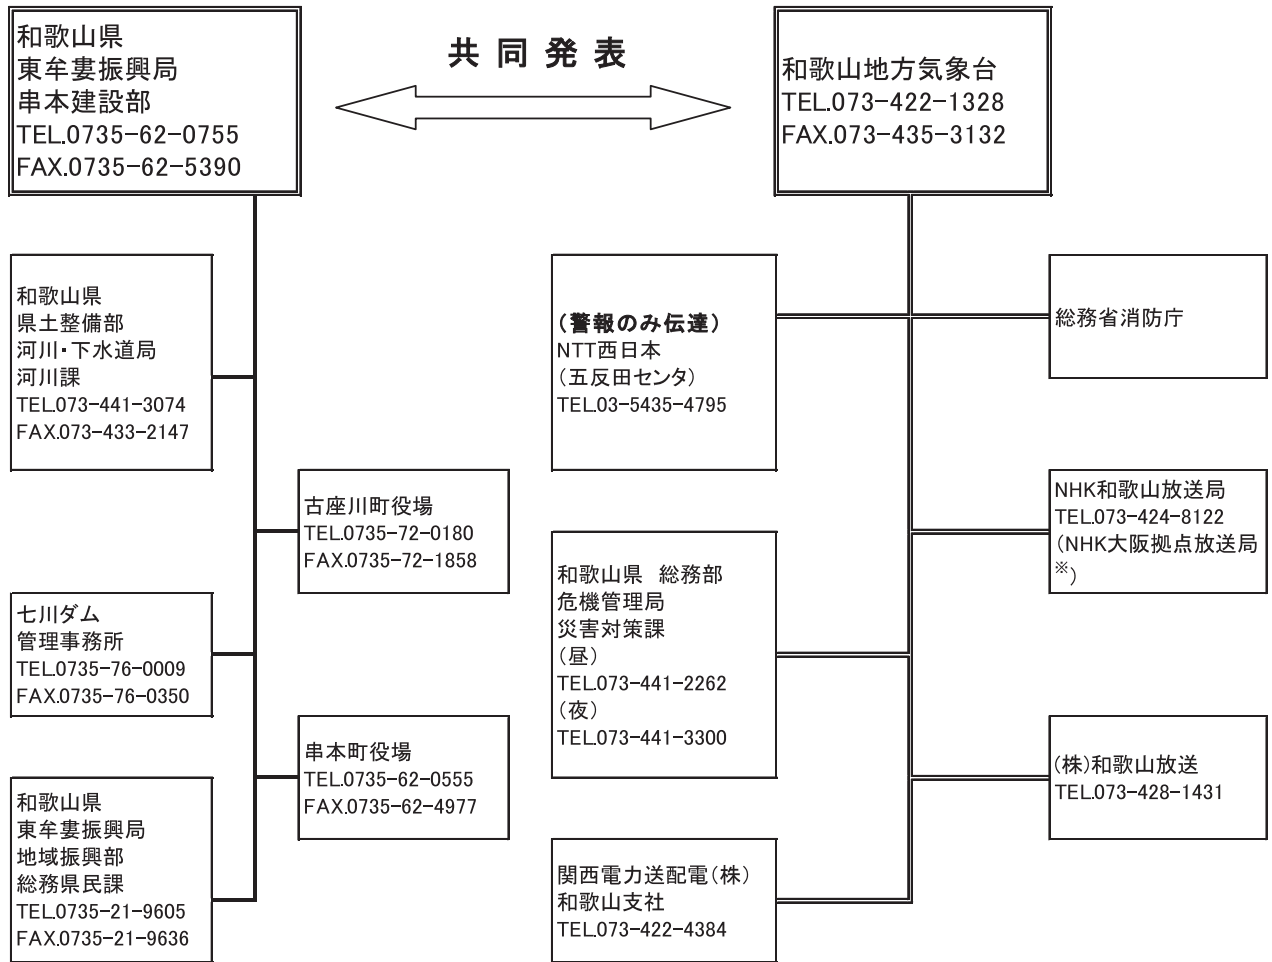 和歌山県
東牟婁振興局
串本建設部
TEL.0735-62-0755
FAX.0735-62-5390
共同発表
和歌山地方気象台
TEL.073-422-1328
FAX.073-435-3132
和歌山県
県土整備部
河川・下水道局
河川課
TEL.073-441-3074
FAX.073-433-2147
古座川町役場
TEL.0735-72-0180
FAX.0735-72-1858
七川ダム
管理事務所
TEL.0735-76-0009
FAX.0735-76-0350
串本町役場
TEL.0735-62-0555
FAX.0735-62-4977
和歌山県
東牟婁振興局
地域振興部
総務県民課
TEL.0735-21-9605
FAX.0735-21-9636
(警報のみ伝達)
NTT西日本
(五反田センタ)
TEL.03-5435-4795
総務省消防庁
NHK和歌山放送局
TEL.073-424-8122
(NHK大阪拠点放送局
※)
和歌山県　総務部
危機管理局
災害対策課
(昼)
TEL.073-441-2262
(夜)
TEL.073-441-3300
(株)和歌山放送
TEL.073-428-1431
関西電力送配電(株)
和歌山支社
TEL.073-422-4384